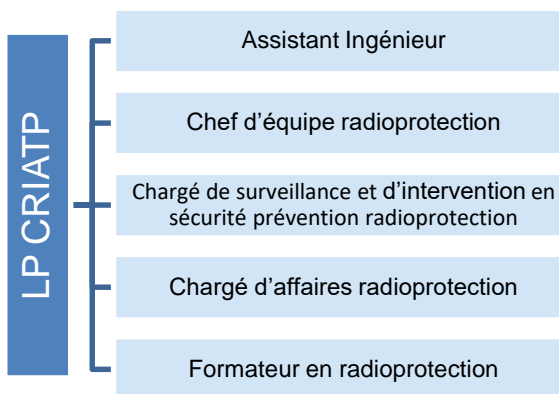 LP CRIATP
Assistant Ingénieur
Chef d’équipe radioprotection
Chargé de surveillance et d’intervention en
sécurité prévention radioprotection
Chargé d’affaires radioprotection
Formateur en radioprotection